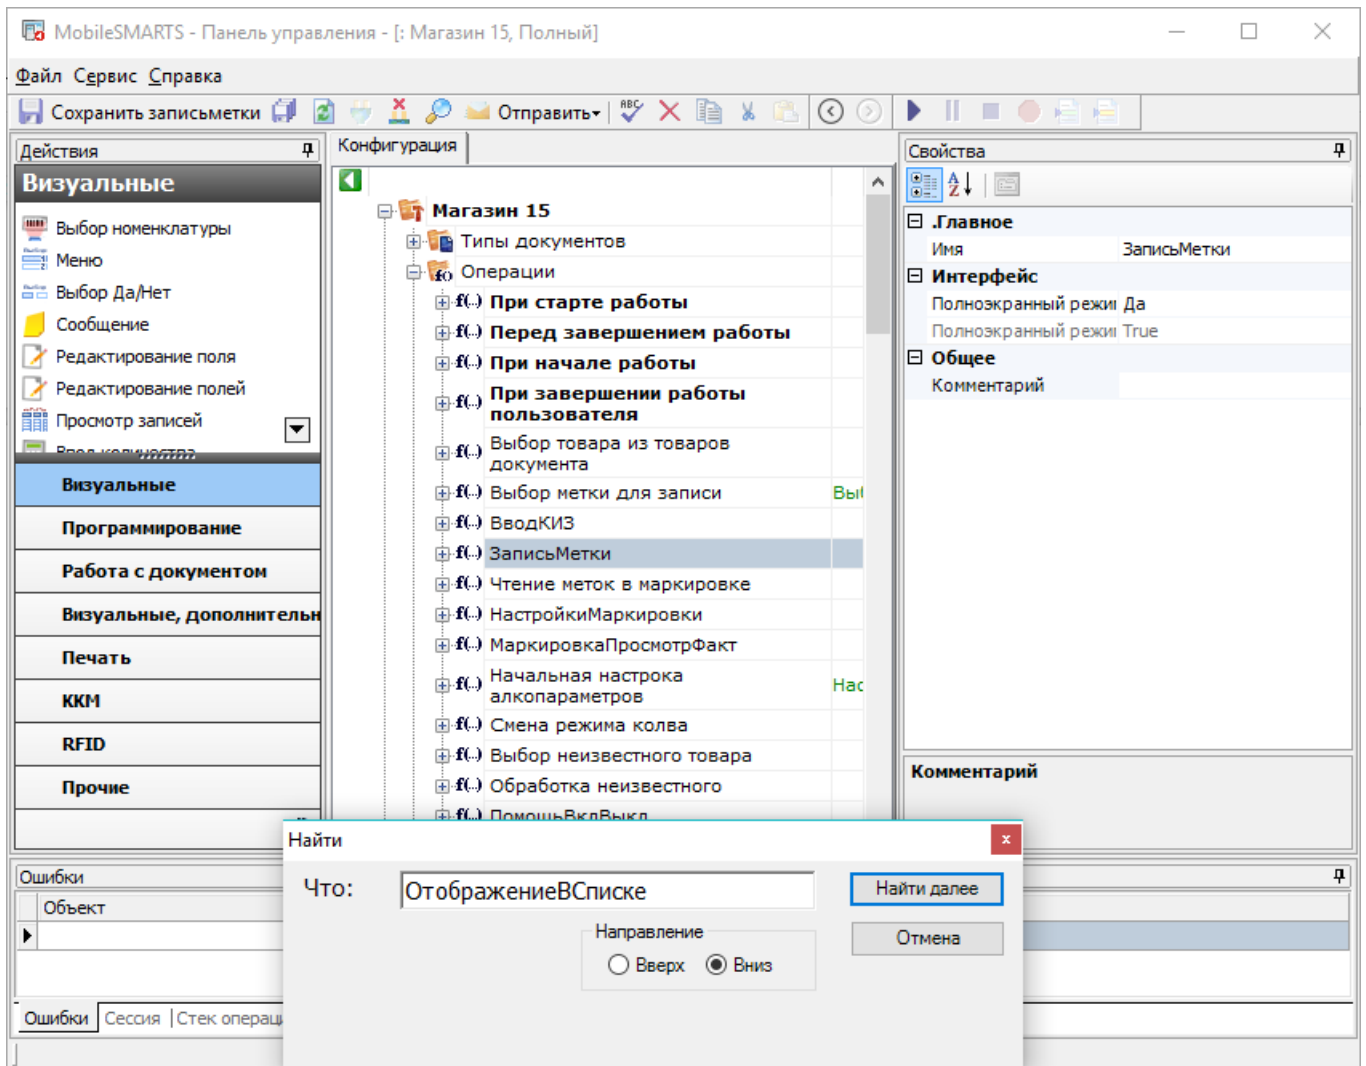 MobileSMARTS - Панель управления - [: Магазин 15, Полный]
Файл Сервис Справка
Сохранить записьметки Отправить
Действия
Визуальные
Выбор номенклатуры
Меню
Выбор Да/Нет
Сообщение
Редактирование поля
Редактирование полей
Просмотр записей
Визуальные
Программирование
Работа с документом
Визуальные, дополнительн
Печать
ККМ
RFID
Прочие
Конфигурация
Магазин 15
Типы документов
Операции
f(..) При старте работы
f(..) Перед завершением работы
f(..) При начале работы
f(..) При завершении работы
пользователя
f(..) Выбор товара из товаров
документа
f(..) Выбор метки для записи Выб
f(..) ВводКИЗ
f(..) ЗаписьМетки
f(..) Чтение меток в маркировке
f(..) НастройкиМаркировки
f(..) МаркировкаПросмотрФакт
f(..) Начальная настрока
алкопараметров Нас
f(..) Смена режима колва
f(..) Выбор неизвестного товара
f(..) Обработка неизвестного
f(..) ПомощьВклВыкл
Свойства
.Главное
Имя ЗаписьМетки
Интерфейс
Полноэкранный режи Да
Полноэкранный режи True
Общее
Комментарий
Комментарий
Найти
Что: ОтображениеВСписке
Найти далее
Направление
Вверх Вниз
Отмена
Ошибки
Объект
Ошибки Сессия Стек операц